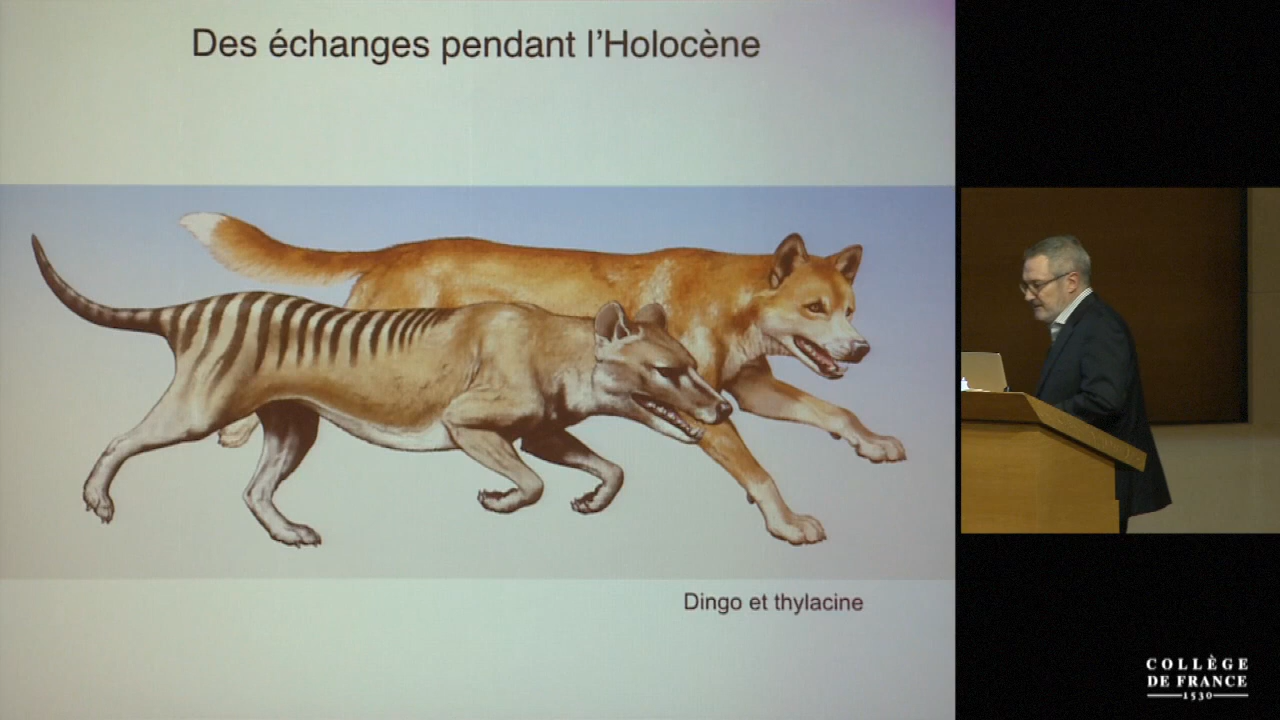 Des échanges pendant l'Holocène
Dingo et thylacine
COLLÈGE
DE FRANCE
1530